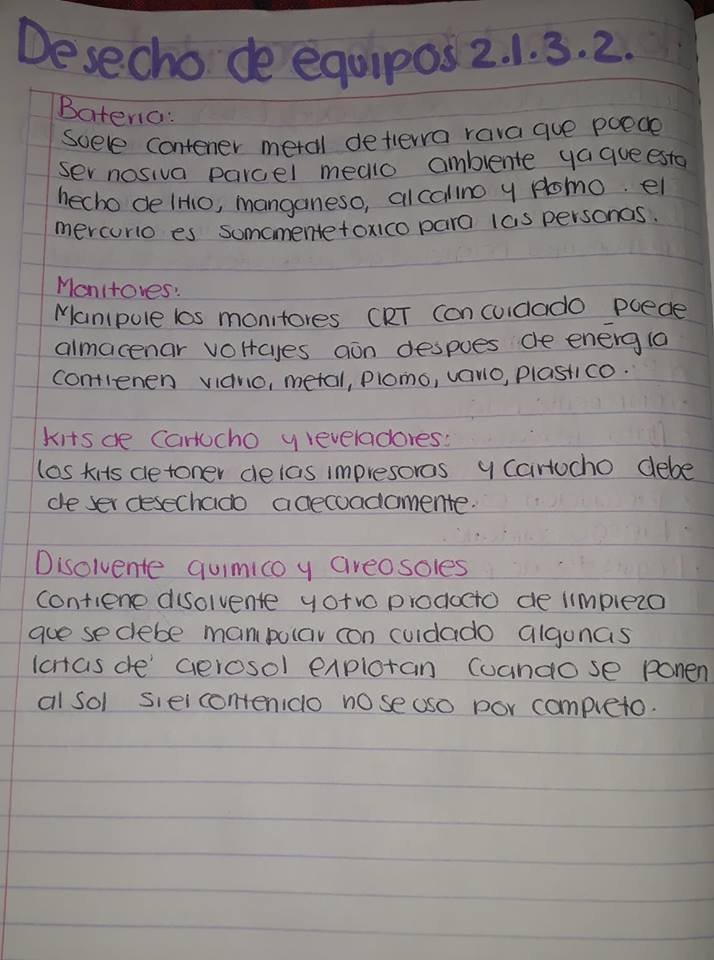 Desecho de equipos 2.1.3.2.
Bateria:
Suele contener metal de tierra rara que puede
ser nosiva para el medio ambiente ya que esta
hecho de litio, manganeso, alcalino y plomo. el
mercurio es sumamente toxico para las personas.
Monitores:
Manipule los monitores CRT con cuidado puede
almacenar voltajes aún despues de energia
contienen vidrio, metal, plomo, vario, plastico.
Kits de cartucho y reveladores:
los kits de toner de las impresoras y cartucho debe
de ser desechado adecuadamente.
Disolvente quimico y areosoles
contiene disolvente y otro producto de limpieza
que se debe manipular con cuidado algunas
latas de aerosol explotan cuando se ponen
al sol si el contenido no se uso por completo.